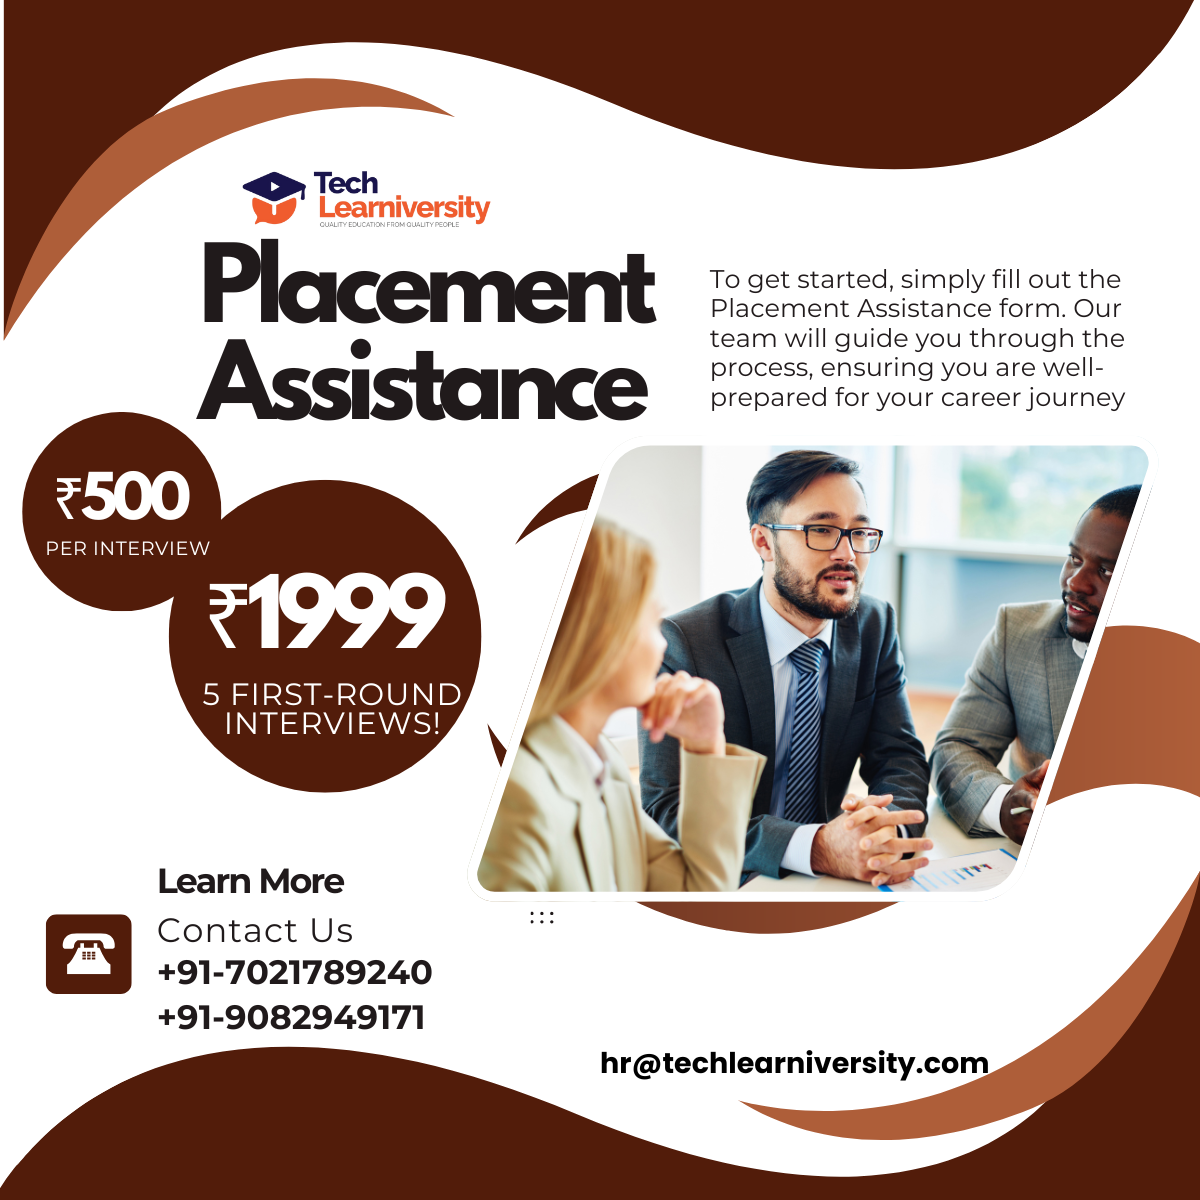 Tech
Learniversity
QUALITY EDUCATION FROM QUALITY PEOPLE
Placement
Assistance
To get started, simply fill out the
Placement Assistance form. Our
team will guide you through the
process, ensuring you are well-
prepared for your career journey
₹500
PER INTERVIEW
₹1999
5 FIRST-ROUND
INTERVIEWS!
Learn More
Contact Us
+91-7021789240
+91-9082949171
hr@techlearniversity.com